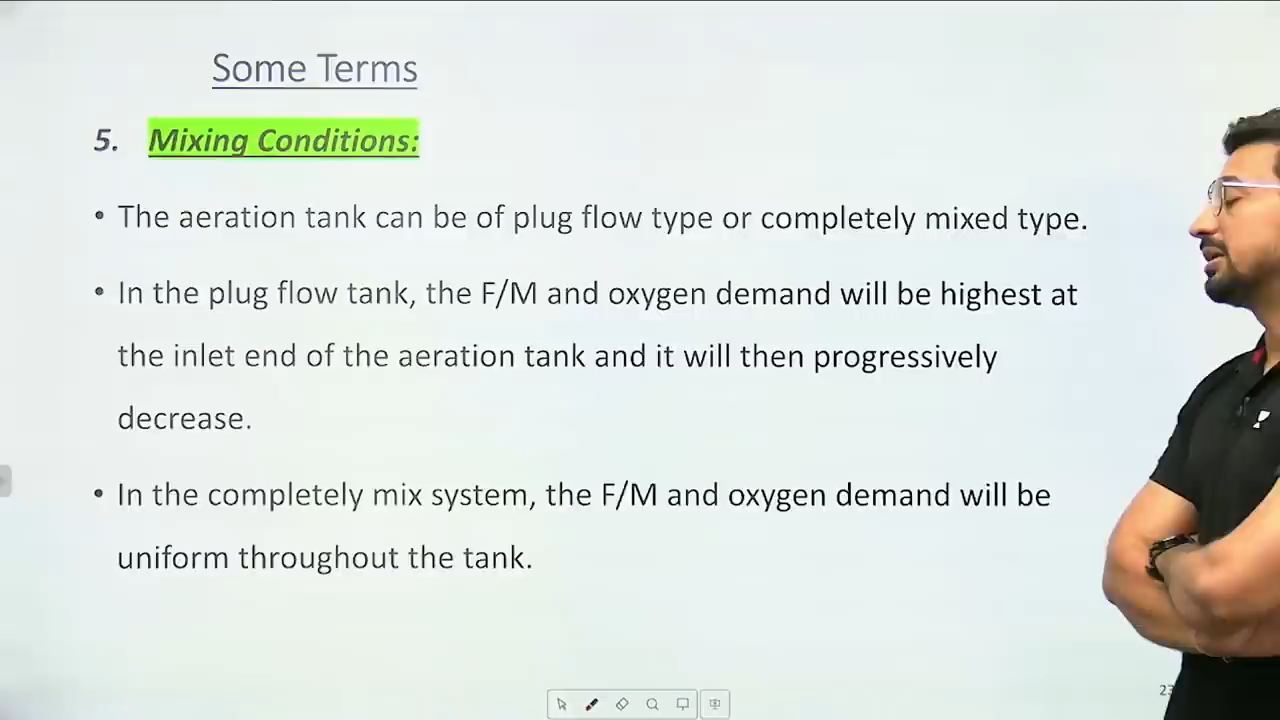 Some Terms
5. Mixing Conditions:
• The aeration tank can be of plug flow type or completely mixed type.
• In the plug flow tank, the F/M and oxygen demand will be highest at
the inlet end of the aeration tank and it will then progressively
decrease.
• In the completely mix system, the F/M and oxygen demand will be
uniform throughout the tank.